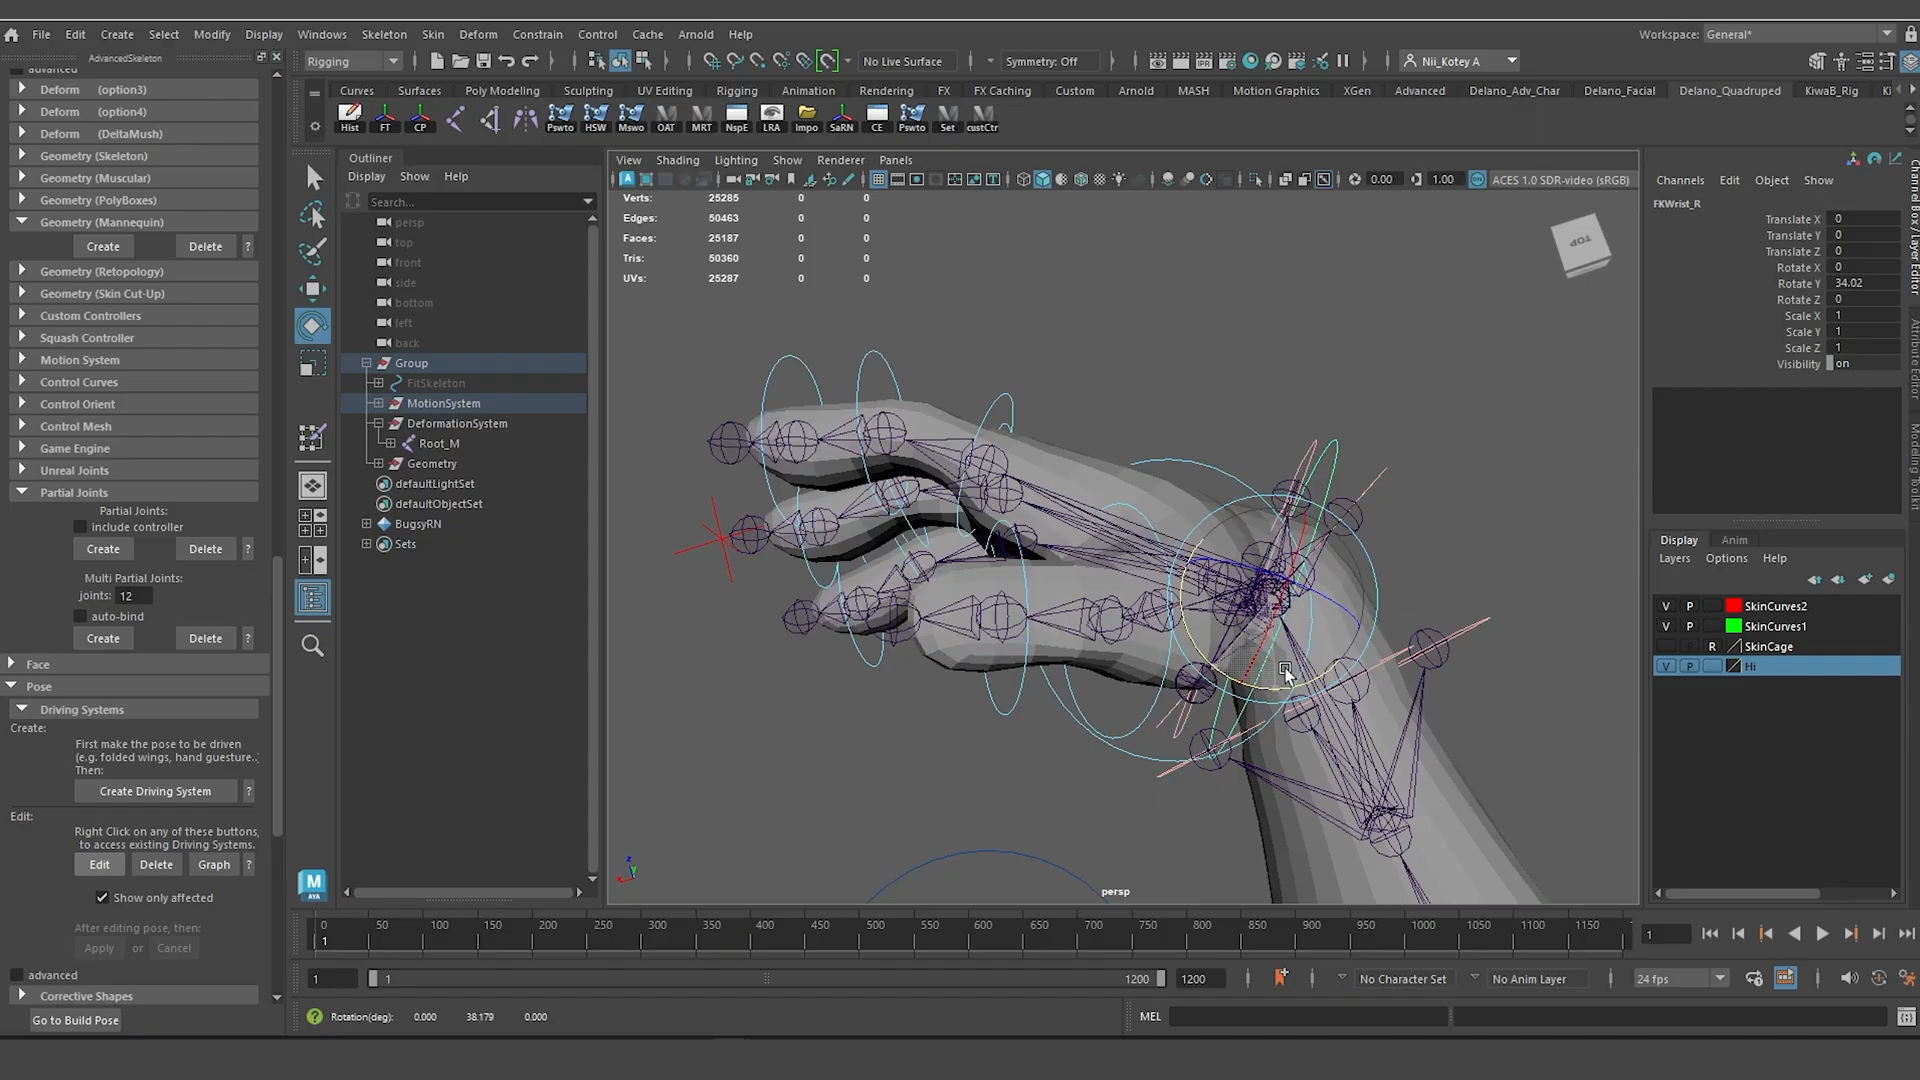 File Edit Create Select Modify Display Windows Skeleton Skin Deform Constrain Control Cache Arnold Help
Workspace: General*
AdvancedSkeleton
Rigging
No Live Surface
Symmetry: Off
Nii_Kotey A
Curves Surfaces Poly Modeling Sculpting UV Editing Rigging Animation Rendering FX FX Caching Custom Arnold MASH Motion Graphics XGen Advanced Delano_Adv_Char Delano_Facial Delano_Quadruped KiwaB_Rig Ki
Hist FT CP Pswto HSW Mswo OAT MRT NspE LRA Impo SaRN CE Pswto Set custCtr
advanced
Deform (option3)
Deform (option4)
Deform (DeltaMush)
Geometry (Skeleton)
Geometry (Muscular)
Geometry (PolyBoxes)
Geometry (Mannequin)
Create Delete ?
Geometry (Retopology)
Geometry (Skin Cut-Up)
Custom Controllers
Squash Controller
Motion System
Control Curves
Control Orient
Control Mesh
Game Engine
Unreal Joints
Partial Joints
Partial Joints:
include controller
Create Delete
Multi Partial Joints:
joints: 12
auto-bind
Create Delete
Face
Pose
Driving Systems
Create:
First make the pose to be driven
(e.g. folded wings, hand guesture..
Then:
Create Driving System ?
Edit:
Right Click on any of these buttons,
to access existing Driving Systems.
Edit Delete Graph ?
Show only affected
After editing pose, then:
Apply or Cancel
advanced
Corrective Shapes
Go to Build Pose
Outliner
Display Show Help
Search...
persp
top
front
side
bottom
left
back
Group
FitSkeleton
MotionSystem
DeformationSystem
Root_M
Geometry
defaultLightSet
defaultObjectSet
BugsyRN
Sets
View Shading Lighting Show Renderer Panels
0.00 1.00 ACES 1.0 SDR-video (sRGB)
Verts: 25285 0 0
Edges: 50463 0 0
Faces: 25187 0 0
Tris: 50360 0 0
UVs: 25287 0 0
TOP
persp
Channels Edit Object Show
FKWrist_R
Translate X 0
Translate Y 0
Translate Z 0
Rotate X 0
Rotate Y 34.02
Rotate Z 0
Scale X 1
Scale Y 1
Scale Z 1
Visibility on
Channel Box / Layer Editor
Attribute Editor
Modeling Toolkit
Display Anim
Layers Options Help
V P SkinCurves2
V P SkinCurves1
R SkinCage
V P Hi
0 50 100 150 200 250 300 350 400 450 500 550 600 650 700 750 800 850 900 950 1000 1050 1100 1150
1
1
1 1 1200 1200
No Character Set
No Anim Layer
24 fps
Rotation(deg): 0.000 38.179 0.000
MEL